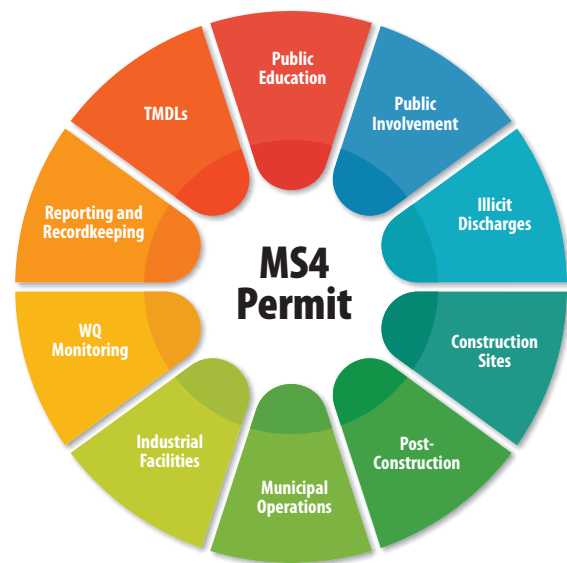 Public
Education
Public
Involvement
Illicit
Discharges
Construction
Sites
Post-
Construction
Municipal
Operations
Industrial
Facilities
WQ
Monitoring
Reporting and
Recordkeeping
TMDLs
MS4
Permit